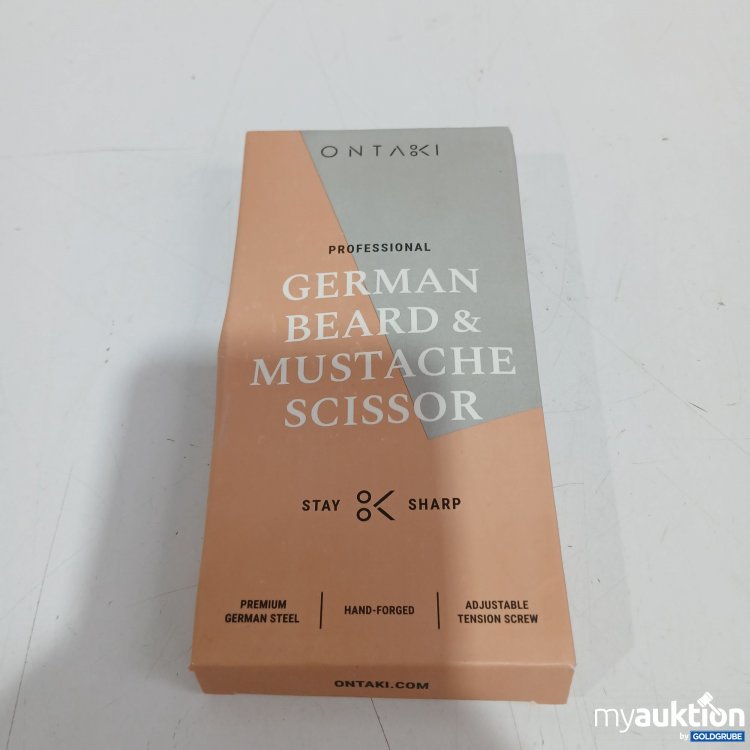 ONTAKI
PROFESSIONAL
GERMAN
BEARD &
MUSTACHE
SCISSOR
STAY SHARP
PREMIUM
GERMAN STEEL
HAND-FORGED
ADJUSTABLE
TENSION SCREW
ONTAKI.COM
myauktion
by GOLDGRUBE